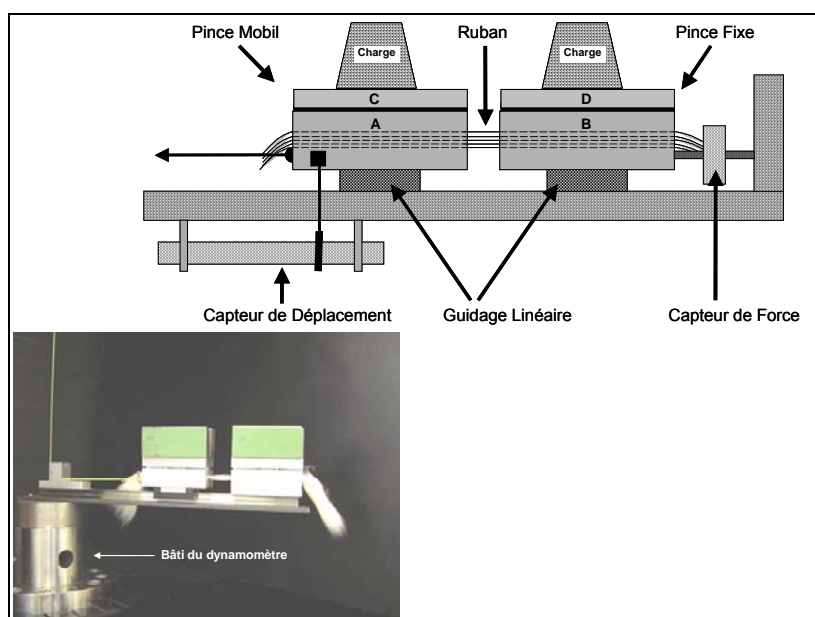 Pince Mobil
Ruban
Pince Fixe
Charge
Charge
C
D
A
B
Capteur de Déplacement
Guidage Linéaire
Capteur de Force
Bâti du dynamomètre